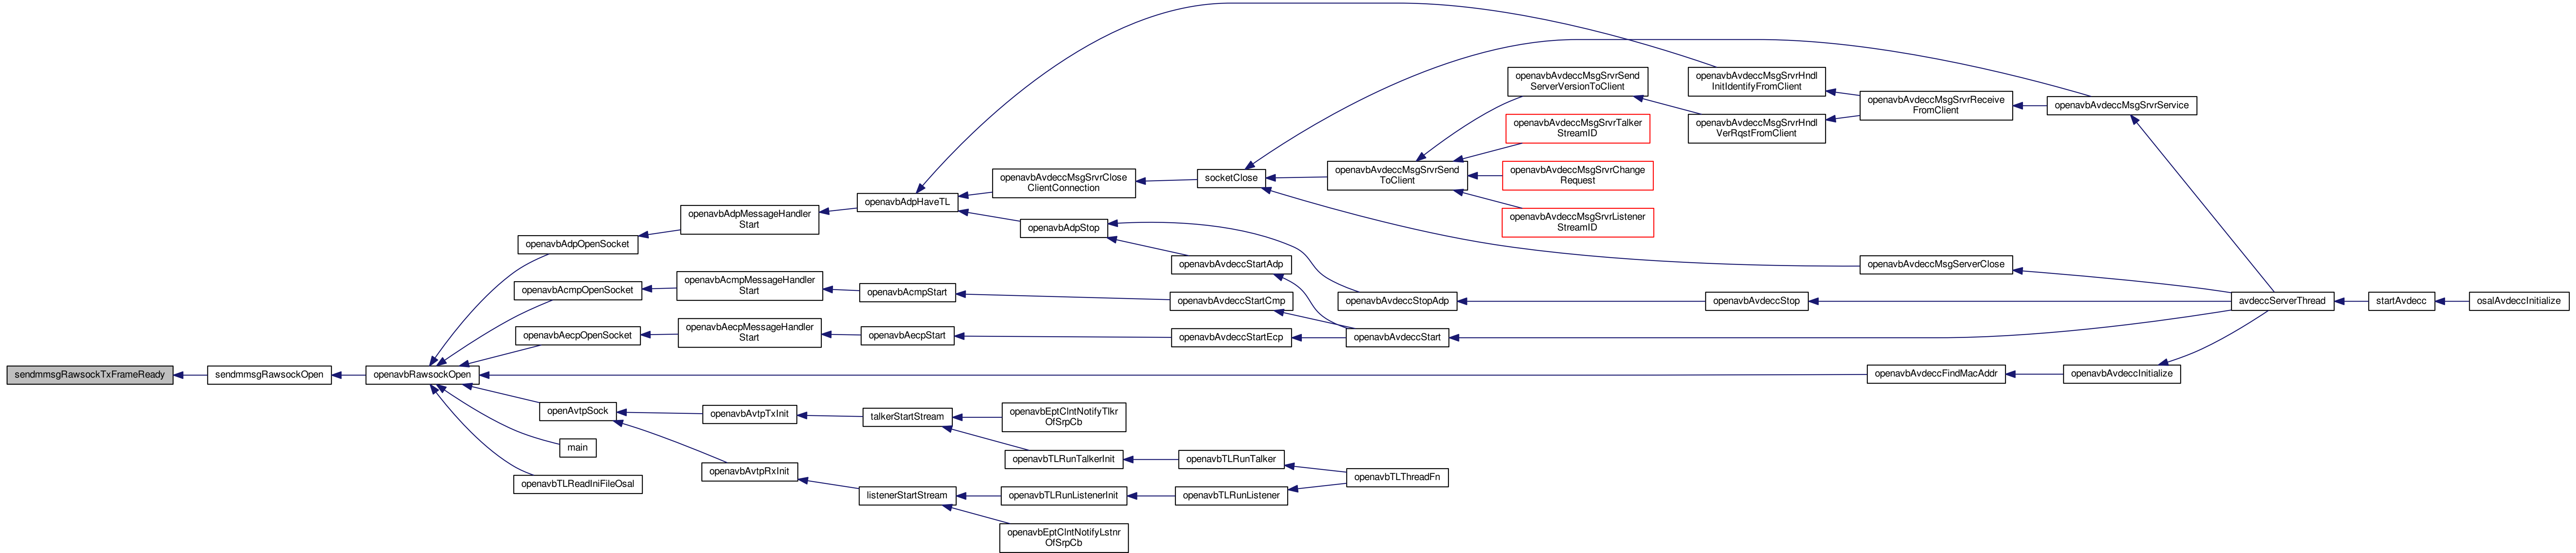 sendmmsgRawsockTxFrameReady
sendmmsgRawsockOpen
openavbRawsockOpen
openavbAdpOpenSocket
openavbAcmpOpenSocket
openavbAecpOpenSocket
openAvtpSock
main
openavbTLReadIniFileOsal
openavbAdpMessageHandler
Start
openavbAcmpMessageHandler
Start
openavbAecpMessageHandler
Start
openavbAvtpTxInit
openavbAvtpRxInit
openavbAdpHaveTL
openavbAcmpStart
openavbAecpStart
talkerStartStream
listenerStartStream
openavbAvdeccMsgSrvrClose
ClientConnection
openavbAdpStop
openavbEptClntNotifyTlkr
OfSrpCb
openavbTLRunTalkerInit
openavbTLRunListenerInit
openavbEptClntNotifyLstnr
OfSrpCb
socketClose
openavbAvdeccStartAdp
openavbAvdeccStartCmp
openavbAvdeccStartEcp
openavbTLRunTalker
openavbTLRunListener
openavbAvdeccMsgSrvrSend
ToClient
openavbAvdeccStopAdp
openavbAvdeccStart
openavbTLThreadFn
openavbAvdeccMsgSrvrSend
ServerVersionToClient
openavbAvdeccMsgSrvrTalker
StreamID
openavbAvdeccMsgSrvrChange
Request
openavbAvdeccMsgSrvrListener
StreamID
openavbAvdeccMsgSrvrHndl
InitIdentifyFromClient
openavbAvdeccMsgSrvrHndl
VerRqstFromClient
openavbAvdeccStop
openavbAvdeccMsgSrvrReceive
FromClient
openavbAvdeccMsgServerClose
openavbAvdeccFindMacAddr
openavbAvdeccMsgSrvrService
openavbAvdeccInitialize
avdeccServerThread
startAvdecc
osalAvdeccInitialize